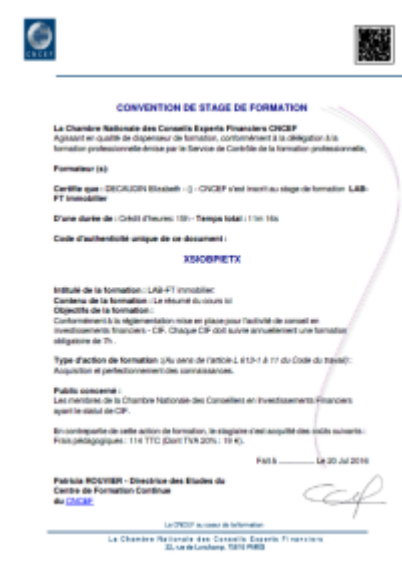 CNCEF
CONVENTION DE STAGE DE FORMATION
La Chambre Nationale des Conseils Experts Financiers CNCEF
Agissant en qualité de dispenseur de formation, conformément à la délégation à la
formation professionnelle émise par le Service de Contrôle de la formation professionnelle,
Formateur (s):
Certifie que : DECAUDIN Elisabeth - () - CNCEF s'est inscrit au stage de formation LAB-
FT Immobilier
D'une durée de : Crédit d'heures: 15h - Temps total : 11m 16s
Code d'authenticité unique de ce document :
XSIOBPIETX
Intitulé de la formation : LAB-FT Immobilier.
Contenu de la formation : Le résumé du cours ici
Objectifs de la formation :
Conformément à la réglementation mise en place pour l'activité de conseil en
investissements financiers - CIF. Chaque CIF doit suivre annuellement une formation
obligatoire de 7h.
Type d'action de formation (Au sens de l'article L 613-1 à 11 du Code du travail):
Acquisition et perfectionnement des connaissances.
Public concerné :
Les membres de la Chambre Nationale des Conseillers en Investissements Financiers
ayant le statut de CIF.
En contrepartie de cette action de formation, le stagiaire s'est acquitté des coûts suivants :
Frais pédagogiques : 114 TTC (Dont TVA 20% : 19 €).
Fait à ............... Le 20 Jul 2016
Patricia ROUVIER - Directrice des Etudes du
Centre de Formation Continue
du CNCEF
La CNCEF au coeur de l'information
La Chambre Nationale des Conseils Experts Financiers
22, rue de Longchamp, 75016 PARIS